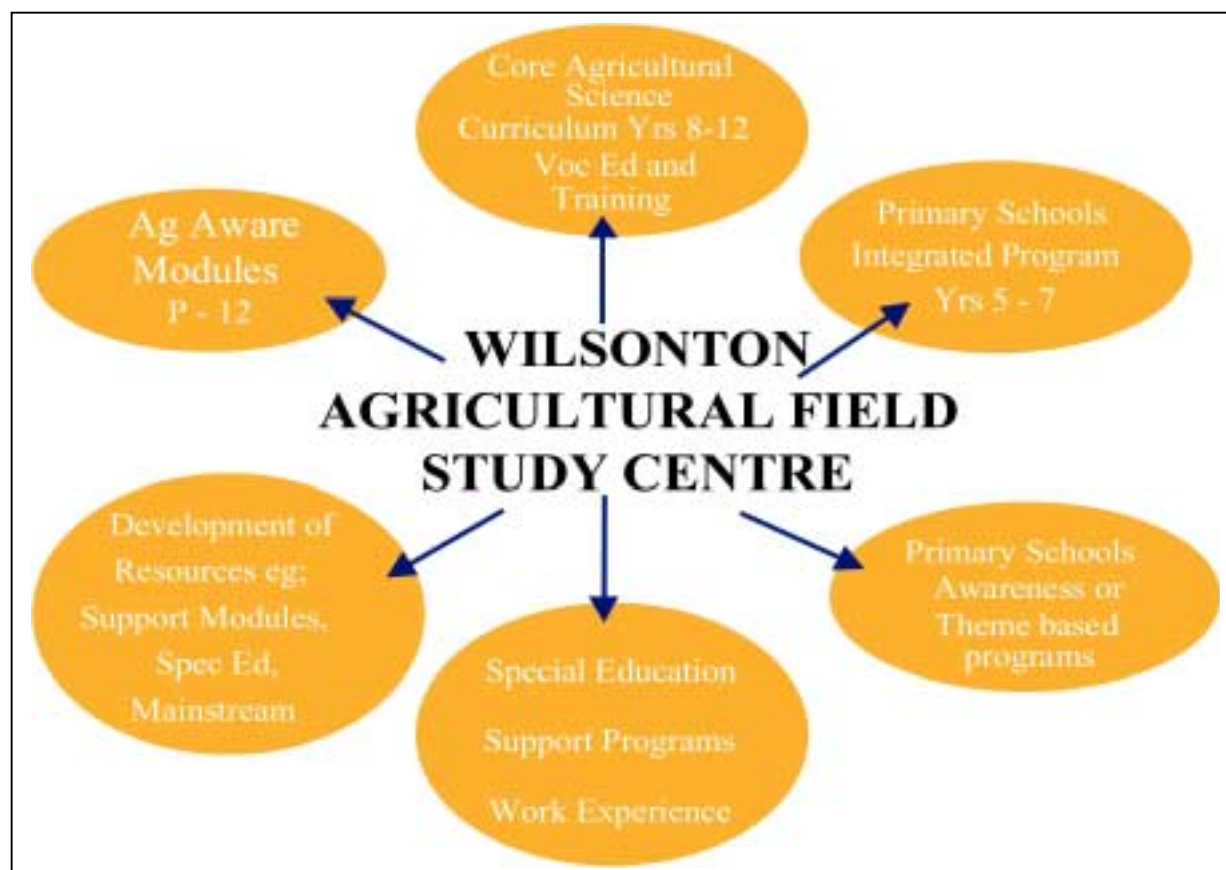 Core Agricultural
Science
Curriculum Yrs 8-12
Voc Ed and
Training
Ag Aware
Modules
P - 12
Primary Schools
Integrated Program
Yrs 5 - 7
WILSONTON
AGRICULTURAL FIELD
STUDY CENTRE
Development of
Resources eg;
Support Modules,
Spec Ed,
Mainstream
Special Education
Support Programs
Work Experience
Primary Schools
Awareness or
Theme based
programs